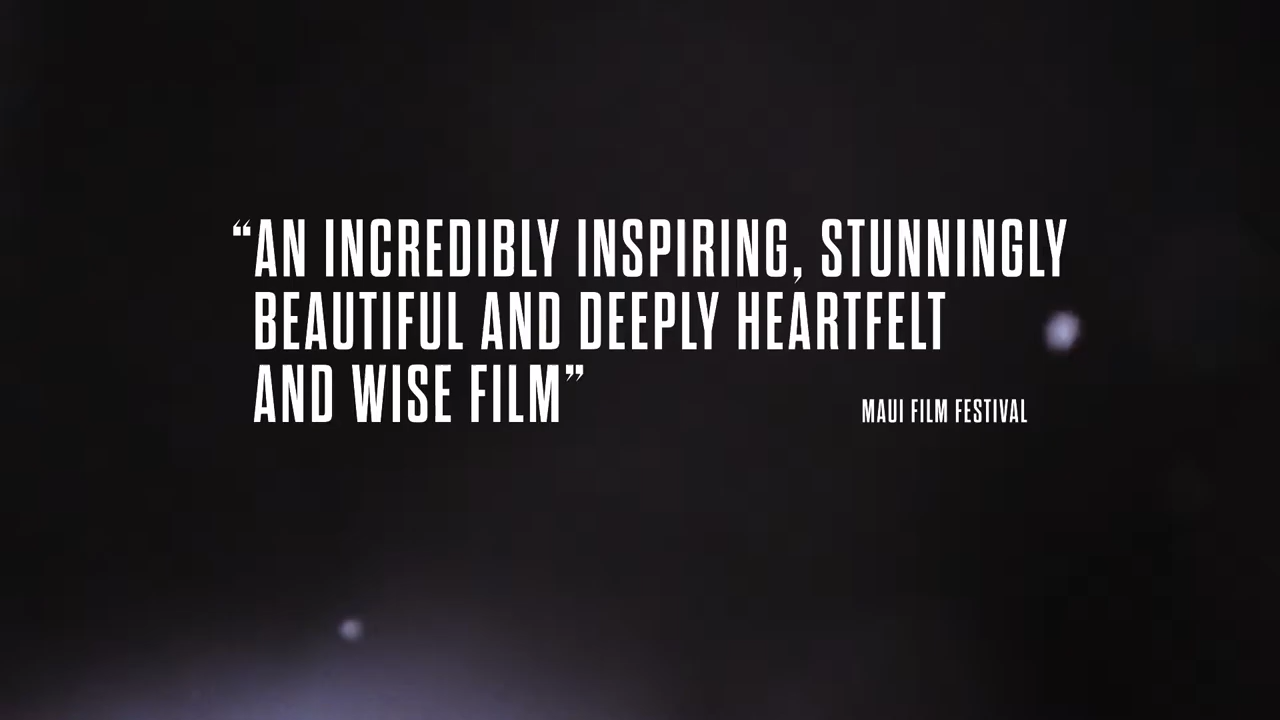 “AN INCREDIBLY INSPIRING, STUNNINGLY
BEAUTIFUL AND DEEPLY HEARTFELT
AND WISE FILM”
MAUI FILM FESTIVAL